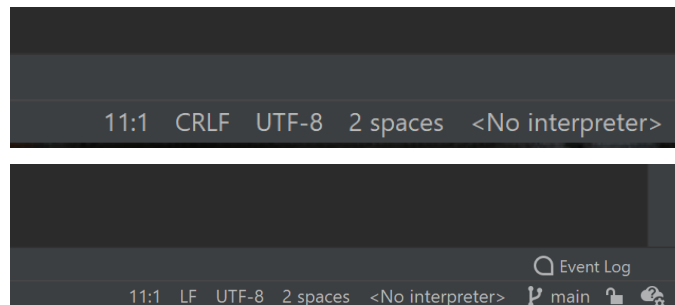 11:1 CRLF UTF-8 2 spaces <No interpreter>
Event Log
11:1 LF UTF-8 2 spaces <No interpreter> main